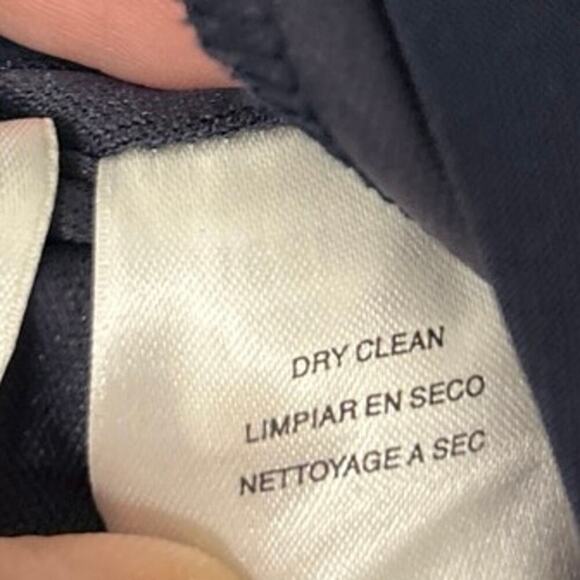 DRY CLEAN
LIMPIAR EN SECO
NETTOYAGE A SEC